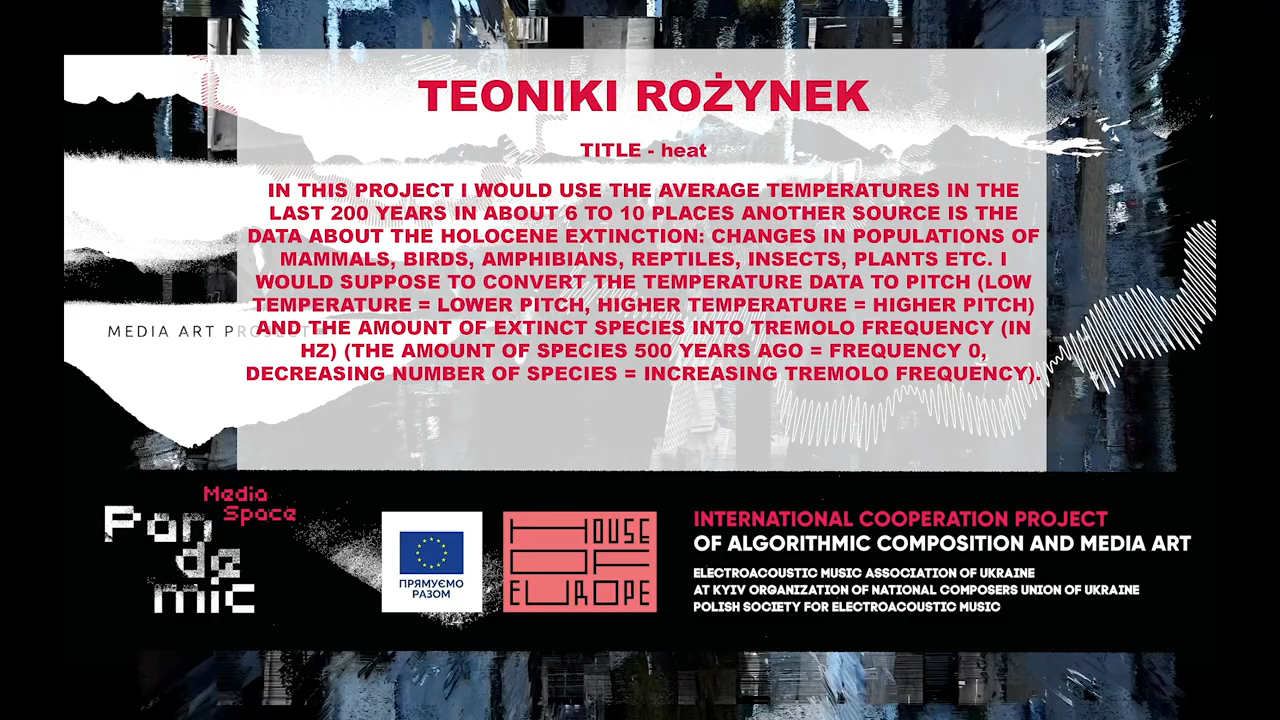 TEONIKI ROŻYNEK
TITLE - heat
IN THIS PROJECT I WOULD USE THE AVERAGE TEMPERATURES IN THE
LAST 200 YEARS IN ABOUT 6 TO 10 PLACES ANOTHER SOURCE IS THE
DATA ABOUT THE HOLOCENE EXTINCTION: CHANGES IN POPULATIONS OF
MAMMALS, BIRDS, AMPHIBIANS, REPTILES, INSECTS, PLANTS ETC. I
WOULD SUPPOSE TO CONVERT THE TEMPERATURE DATA TO PITCH (LOW
TEMPERATURE = LOWER PITCH, HIGHER TEMPERATURE = HIGHER PITCH)
AND THE AMOUNT OF EXTINCT SPECIES INTO TREMOLO FREQUENCY (IN
HZ) (THE AMOUNT OF SPECIES 500 YEARS AGO = FREQUENCY 0,
DECREASING NUMBER OF SPECIES = INCREASING TREMOLO FREQUENCY).
MEDIA ART PROJECT
Media
Space
Pan
de
mic
ПРЯМУЄМО
РАЗОМ
HOUSE
OF
EUROPE
INTERNATIONAL COOPERATION PROJECT
OF ALGORITHMIC COMPOSITION AND MEDIA ART
ELECTROACOUSTIC MUSIC ASSOCIATION OF UKRAINE
AT KYIV ORGANIZATION OF NATIONAL COMPOSERS UNION OF UKRAINE
POLISH SOCIETY FOR ELECTROACOUSTIC MUSIC